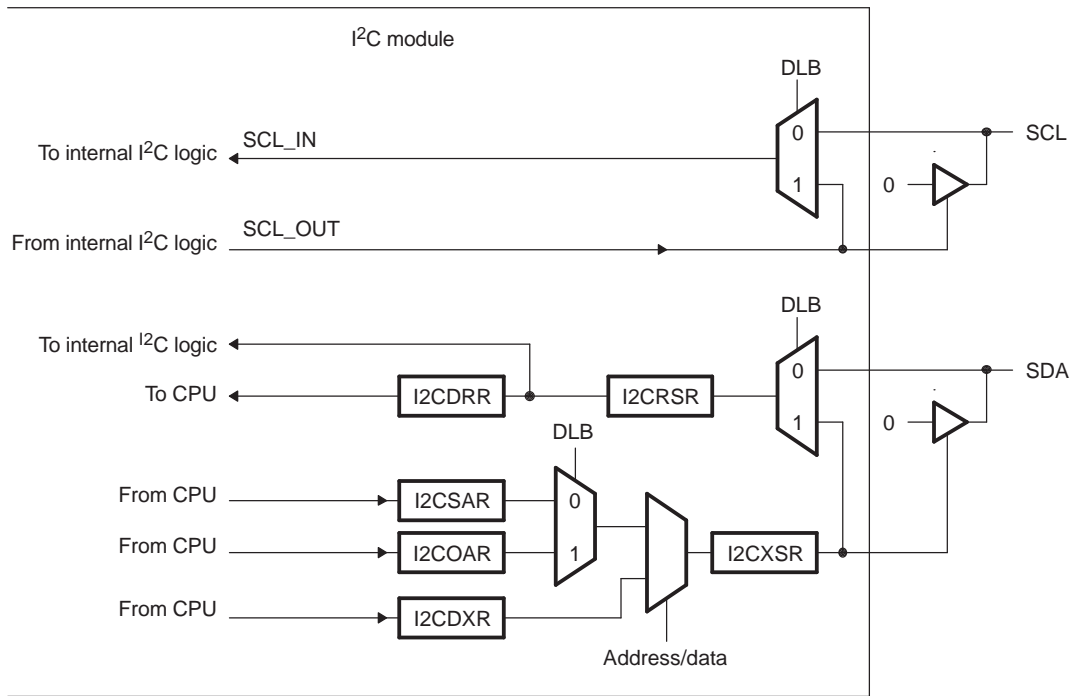 I²C module
DLB
0
SCL
To internal I²C logic
SCL_IN
1
0
From internal I²C logic
SCL_OUT
DLB
To internal I²C logic
0
SDA
To CPU
I2CDRR
I2CRSR
1
0
DLB
From CPU
I2CSAR
0
From CPU
I2COAR
1
I2CXSR
From CPU
I2CDXR
Address/data